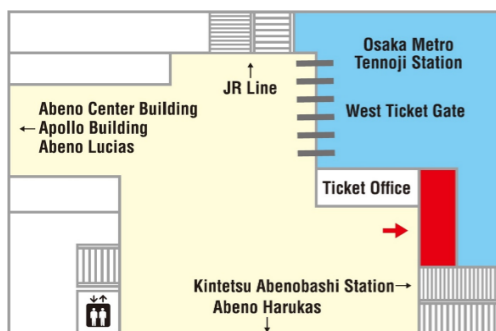 Osaka Metro
Tennoji Station
JR Line
West Ticket Gate
Abeno Center Building
←Apollo Building
Abeno Lucias
Ticket Office
Kintetsu Abenobashi Station→
Abeno Harukas